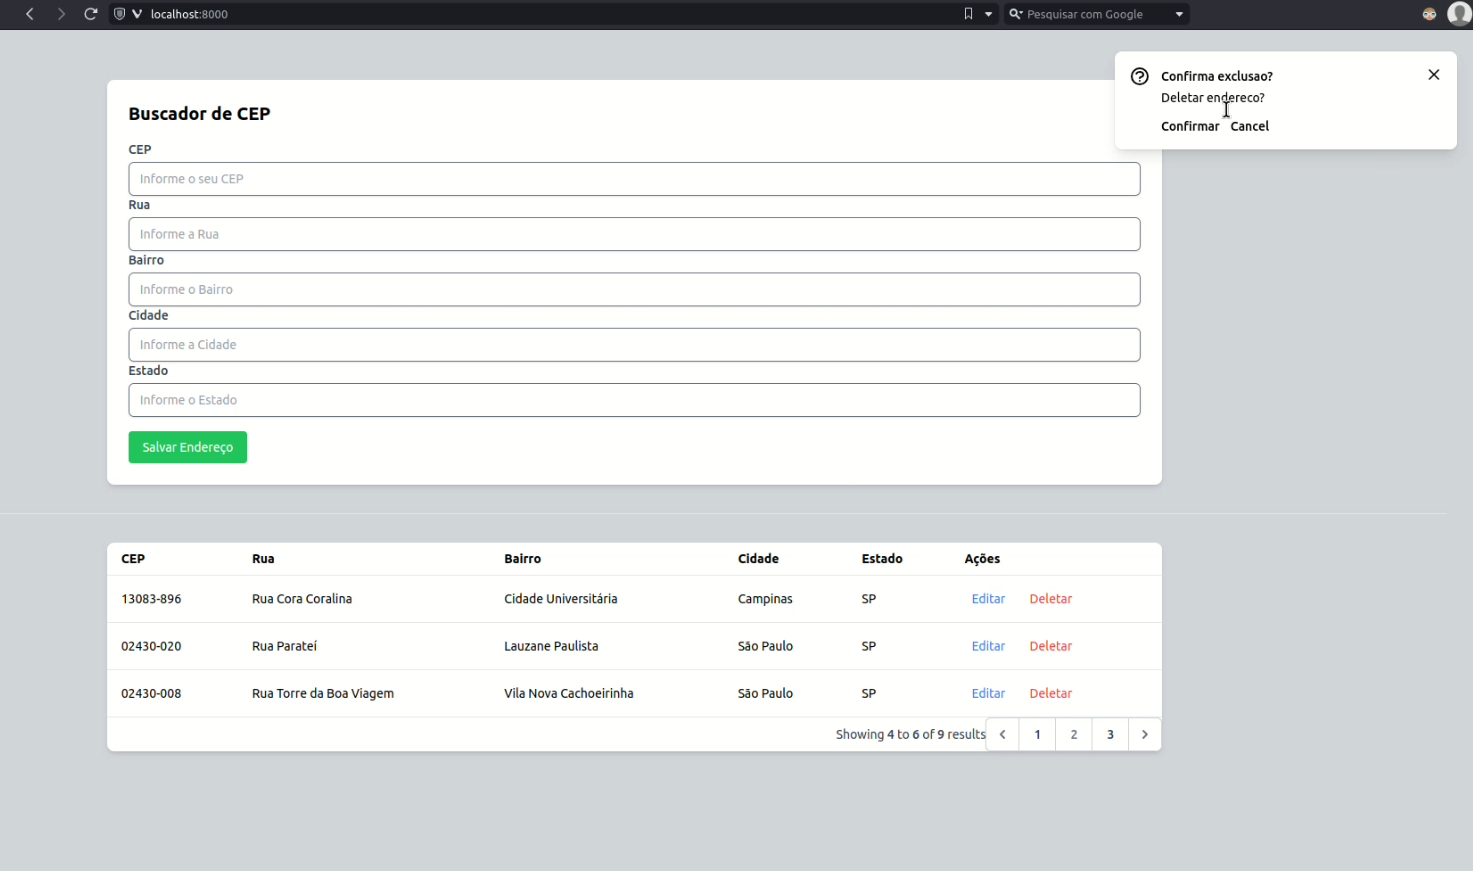 localhost:8000
Pesquisar com Google
Confirma exclusao?
Deletar endereco?
Confirmar Cancel
Buscador de CEP
CEP
Informe o seu CEP
Rua
Informe a Rua
Bairro
Informe o Bairro
Cidade
Informe a Cidade
Estado
Informe o Estado
Salvar Endereço
CEP Rua Bairro Cidade Estado Ações
13083-896 Rua Cora Coralina Cidade Universitária Campinas SP Editar Deletar
02430-020 Rua Parateí Lauzane Paulista São Paulo SP Editar Deletar
02430-008 Rua Torre da Boa Viagem Vila Nova Cachoeirinha São Paulo SP Editar Deletar
Showing 4 to 6 of 9 results 1 2 3